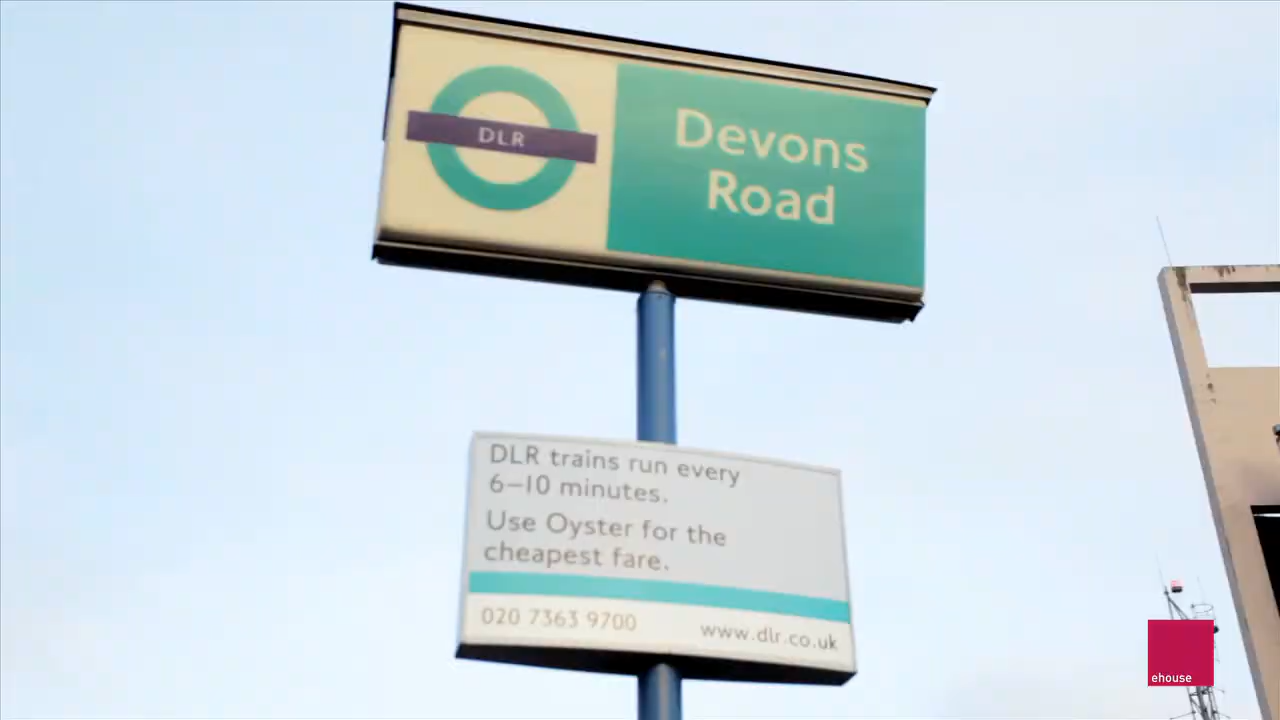 DLR
Devons
Road
DLR trains run every
6–10 minutes.
Use Oyster for the
cheapest fare.
020 7363 9700
www.dlr.co.uk
ehouse